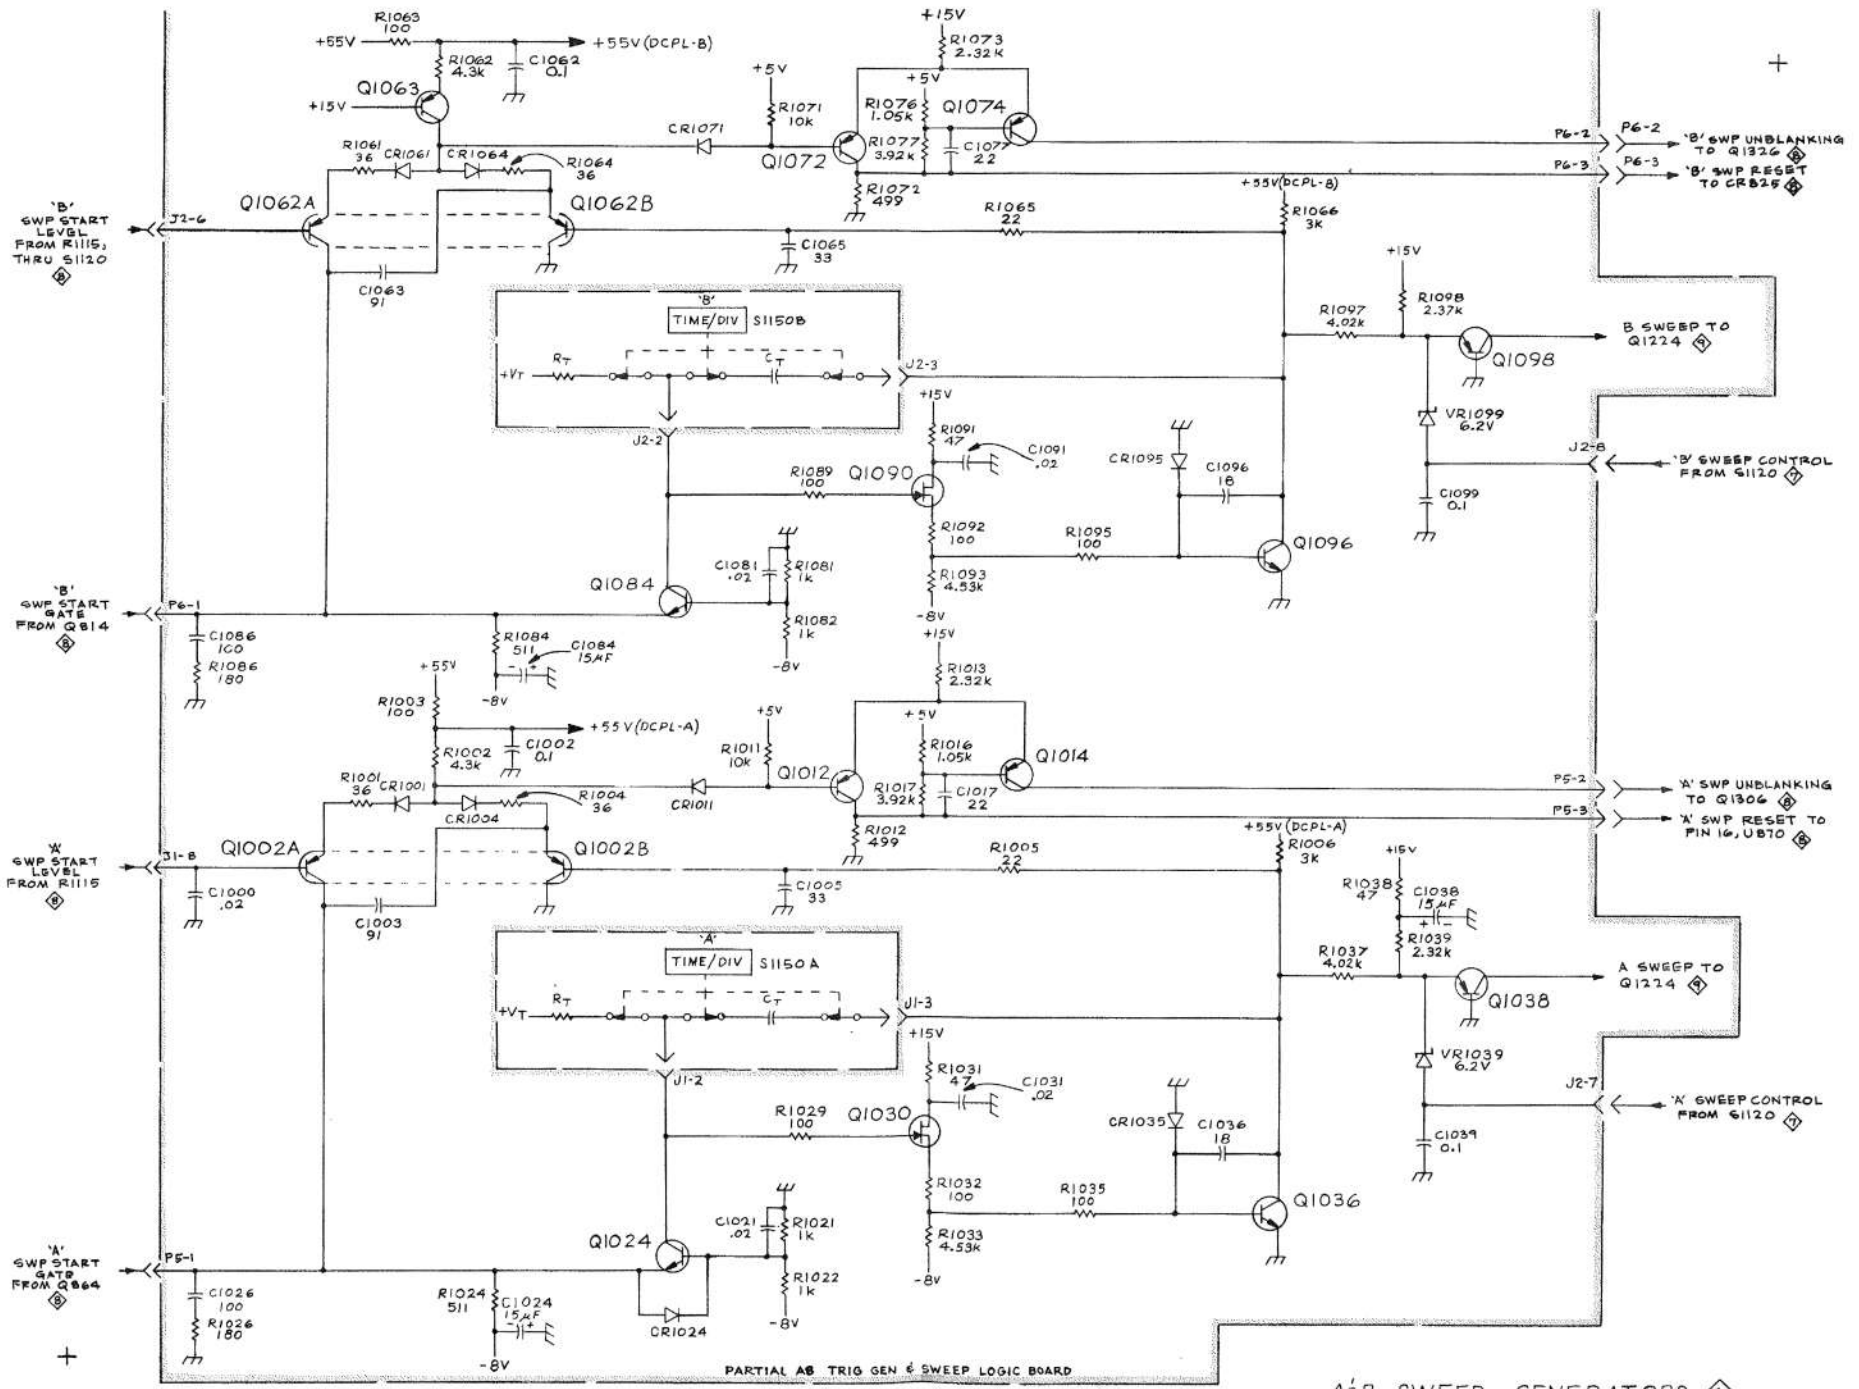 R1063
100
+55V
+55V(DCPL-B)
R1062
4.3k
C1062
0.1
Q1063
+15V
R1061
36
CR1061
CR1064
R1064
36
Q1062A
Q1062B
'B'
SWP START
LEVEL
FROM R1115,
THRU S1120
8
J2-6
C1063
91
CR1071
+5V
R1071
10k
Q1072
+15V
R1073
2.32k
+5V
R1076
1.05k
Q1074
R1077
3.92k
C1077
22
R1072
499
P6-2
P6-2
'B' SWP UNBLANKING
TO Q1326 8
P6-3
P6-3
'B' SWP RESET
TO CR825 8
+55V(DCPL-B)
R1065
22
R1066
3k
C1065
33
'B'
TIME/DIV
S1150B
+VT
RT
CT
J2-3
J2-2
+15V
R1098
2.37k
R1097
4.02k
Q1098
B SWEEP TO
Q1224 9
VR1099
6.2V
J2-8
'B' SWEEP CONTROL
FROM S1120 7
C1099
0.1
+15V
R1091
47
C1091
.02
R1089
100
Q1090
CR1095
C1096
18
R1092
100
R1095
100
Q1096
R1093
4.53k
-8V
Q1084
C1081
.02
R1081
1k
R1082
1k
-8V
'B'
SWP START
GATE
FROM Q814
8
P6-1
C1086
100
R1086
180
R1084
511
C1084
15µF
-8V
+55V
R1003
100
+55V(DCPL-A)
R1002
4.3k
C1002
0.1
R1001
36
CR1001
CR1004
R1004
36
Q1002A
Q1002B
'A'
SWP START
LEVEL
FROM R1115
8
J1-8
C1000
.02
C1003
91
CR1011
+5V
R1011
10k
Q1012
+15V
R1013
2.32k
+5V
R1016
1.05k
Q1014
R1017
3.92k
C1017
22
R1012
499
P5-2
'A' SWP UNBLANKING
TO Q1306 8
P5-3
'A' SWP RESET TO
PIN 16, U870 8
+55V(DCPL-A)
R1005
22
R1006
3k
C1005
33
'A'
TIME/DIV
S1150A
+VT
RT
CT
J1-3
J1-2
+15V
R1038
47
C1038
15µF
R1039
2.32k
R1037
4.02k
Q1038
A SWEEP TO
Q1224 9
VR1039
6.2V
J2-7
'A' SWEEP CONTROL
FROM S1120 7
C1039
0.1
+15V
R1031
47
C1031
.02
R1029
100
Q1030
CR1035
C1036
18
R1032
100
R1035
100
Q1036
R1033
4.53k
-8V
Q1024
C1021
.02
R1021
1k
R1022
1k
-8V
CR1024
'A'
SWP START
GATE
FROM Q864
8
P5-1
C1026
100
R1026
180
R1024
511
C1024
15µF
-8V
PARTIAL A8 TRIG GEN & SWEEP LOGIC BOARD
A&B SWEEP GENERATORS